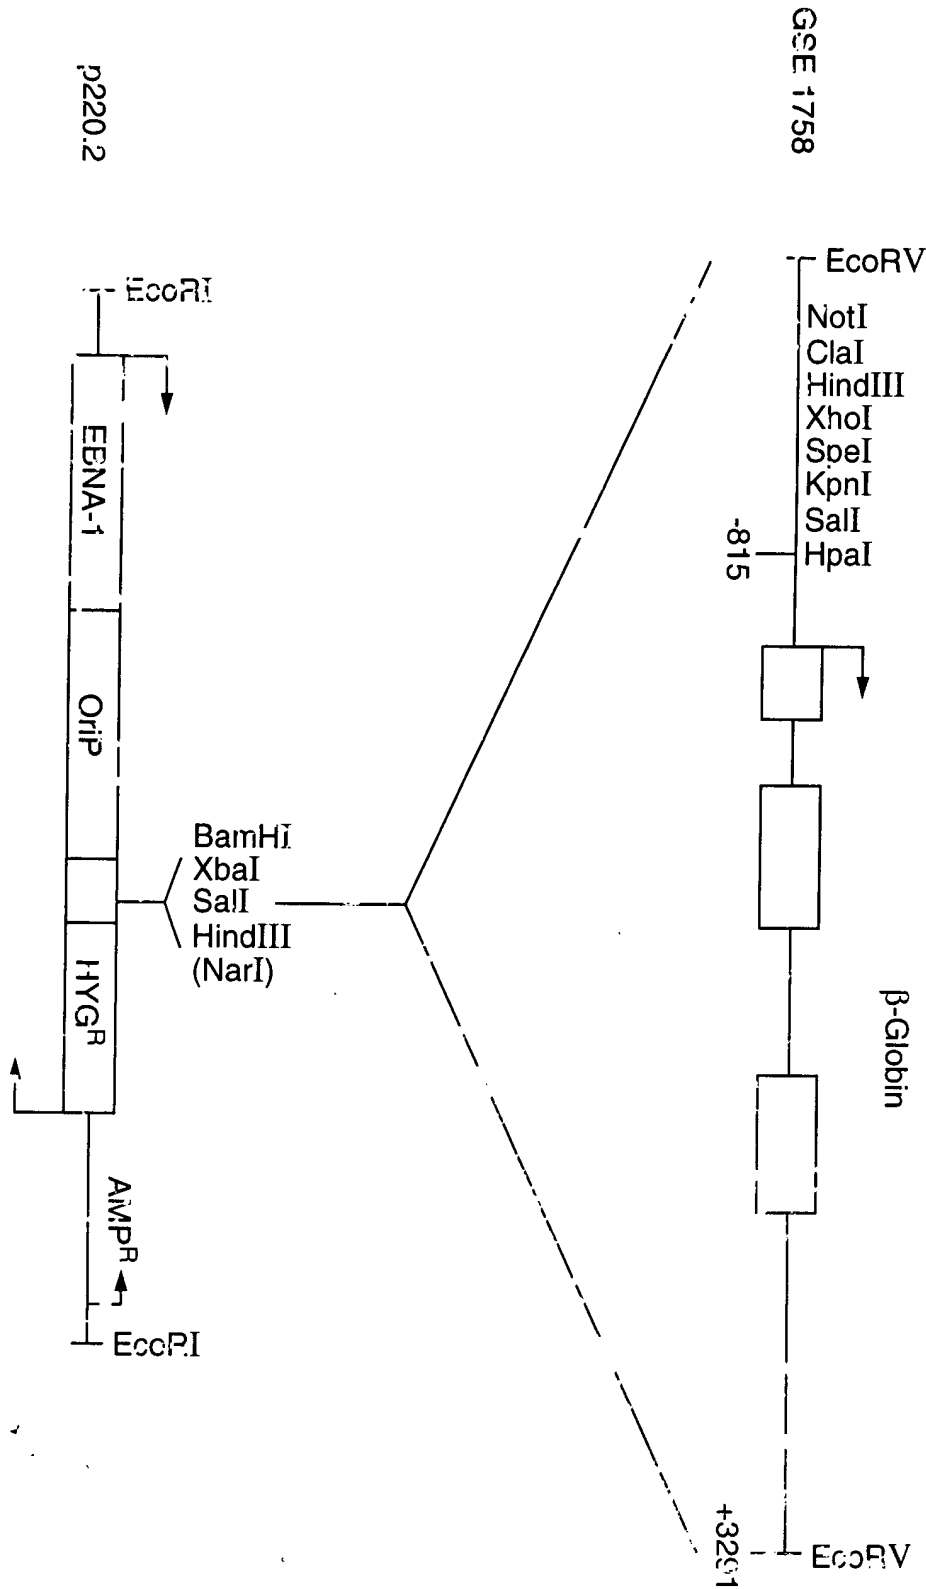 GSE 1758
EcoRV
NotI
ClaI
HindIII
XhoI
SpeI
KpnI
SalI
HpaI
-815
β-Globin
+3291
EcoRV
p220.2
EcoRI
EBNA-1
OriP
BamHI
XbaI
SalI
HindIII
(NarI)
HYGᴿ
AMPᴿ
EcoRI